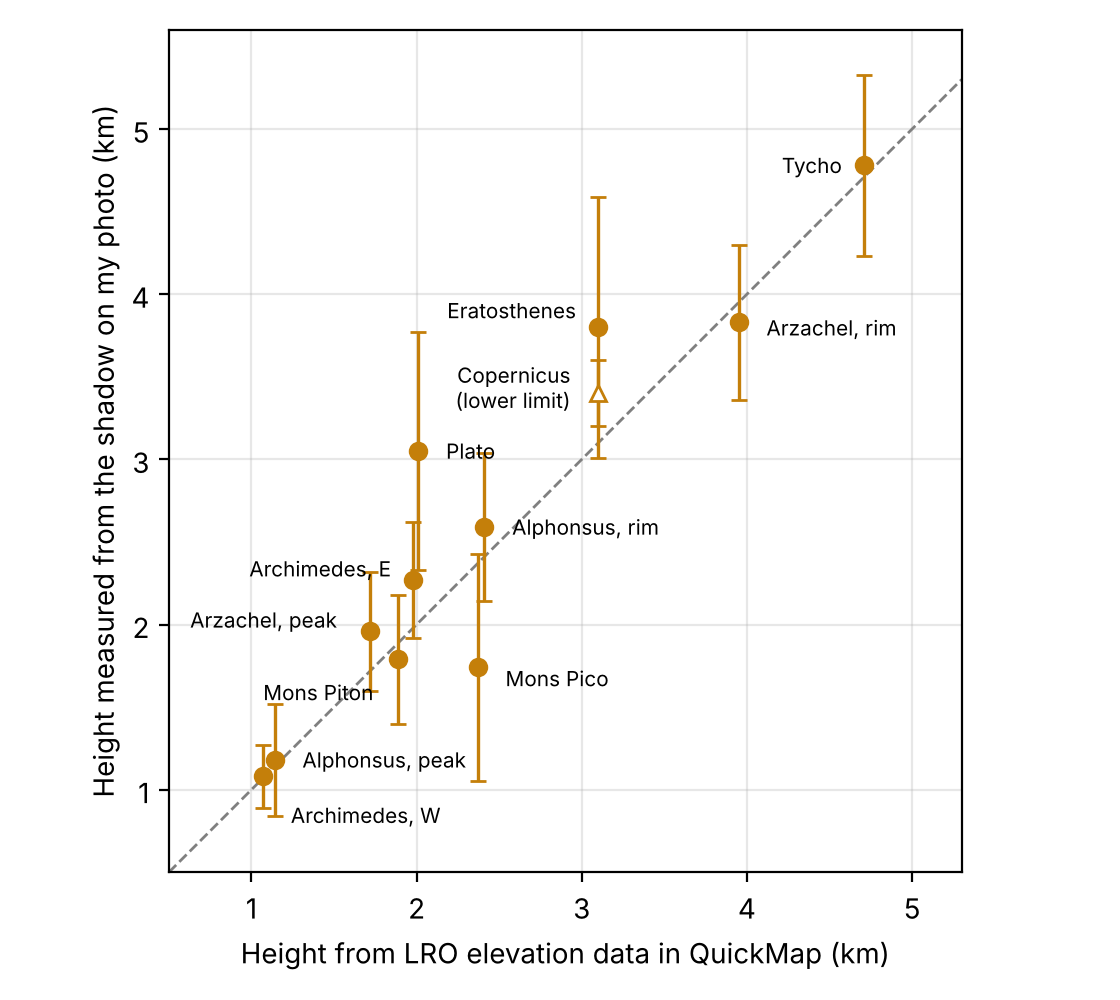 Height measured from the shadow on my photo (km)
5
4
3
2
1
Tycho
Eratosthenes
Arzachel, rim
Copernicus
(lower limit)
Plato
Alphonsus, rim
Archimedes, E
Arzachel, peak
Mons Pico
Mons Piton
Alphonsus, peak
Archimedes, W
1
2
3
4
5
Height from LRO elevation data in QuickMap (km)